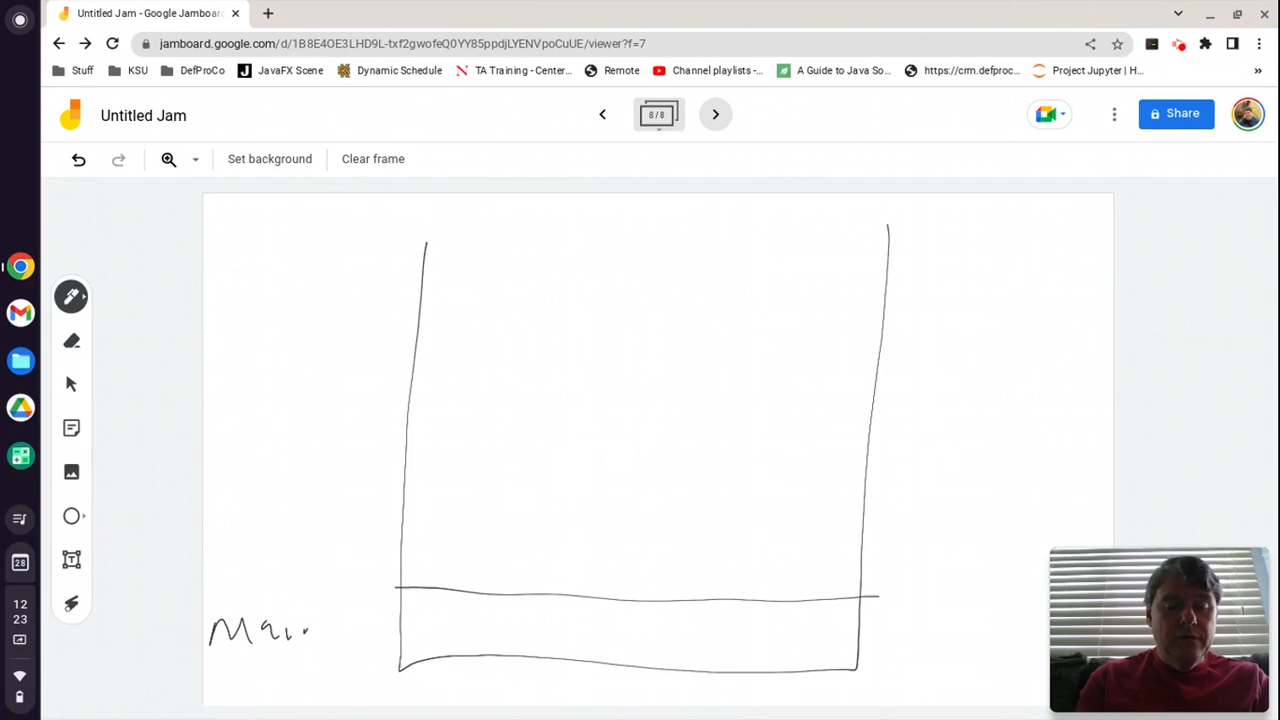 Untitled Jam - Google Jamboard
jamboard.google.com/d/1B8E4OE3LHD9L-txf2gwofeQ0YY85ppdjLYENVpoCuUE/viewer?f=7
Stuff KSU DefProCo JavaFX Scene Dynamic Schedule TA Training - Center... Remote Channel playlists -... A Guide to Java So... https://crm.defproc... Project Jupyter | H... »
Untitled Jam
8 / 8
Share
Set background Clear frame
28
12
23
Mai